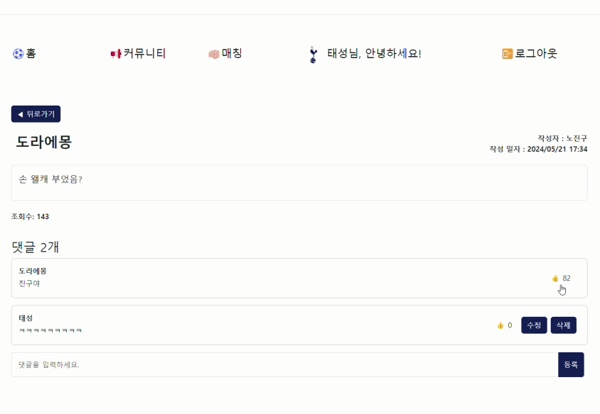 홈
커뮤니티
매칭
태성님, 안녕하세요!
로그아웃
◀ 뒤로가기
도라에몽
작성자 : 노진구
작성 일자 : 2024/05/21 17:34
손 왤캐 부었음?
조회수: 143
댓글 2개
도라에몽
진구야
82
태성
ㅋㅋㅋㅋㅋㅋㅋㅋㅋ
0
수정
삭제
댓글을 입력하세요.
등록